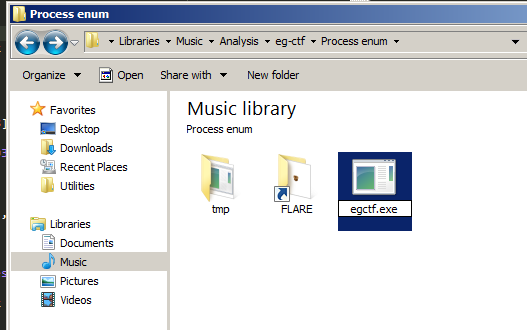 Process enum
Libraries Music Analysis eg-ctf Process enum
Organize Open Share with New folder
Favorites
Desktop
Downloads
Recent Places
Utilities
Libraries
Documents
Music
Pictures
Videos
Music library
Process enum
tmp FLARE egctf.exe